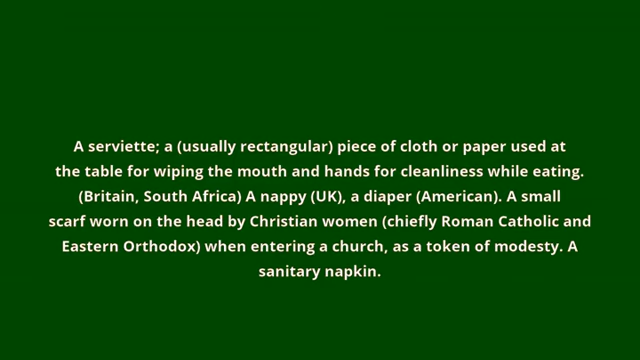 A serviette; a (usually rectangular) piece of cloth or paper used at
the table for wiping the mouth and hands for cleanliness while eating.
(Britain, South Africa) A nappy (UK), a diaper (American). A small
scarf worn on the head by Christian women (chiefly Roman Catholic and
Eastern Orthodox) when entering a church, as a token of modesty. A
sanitary napkin.